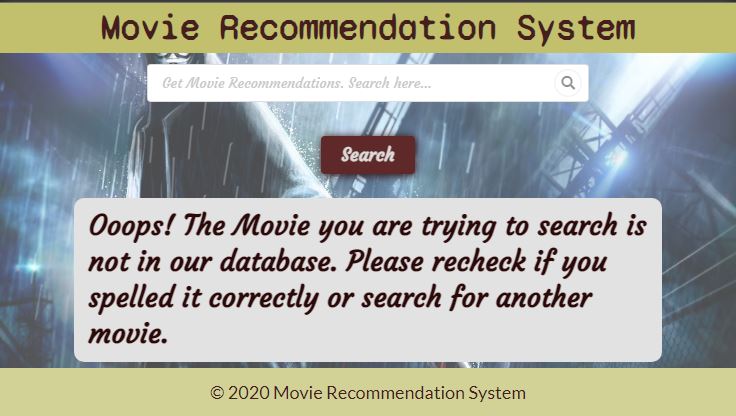 Movie Recommendation System
Get Movie Recommendations. Search here...
Search
Ooops! The Movie you are trying to search is
not in our database. Please recheck if you
spelled it correctly or search for another
movie.
© 2020 Movie Recommendation System